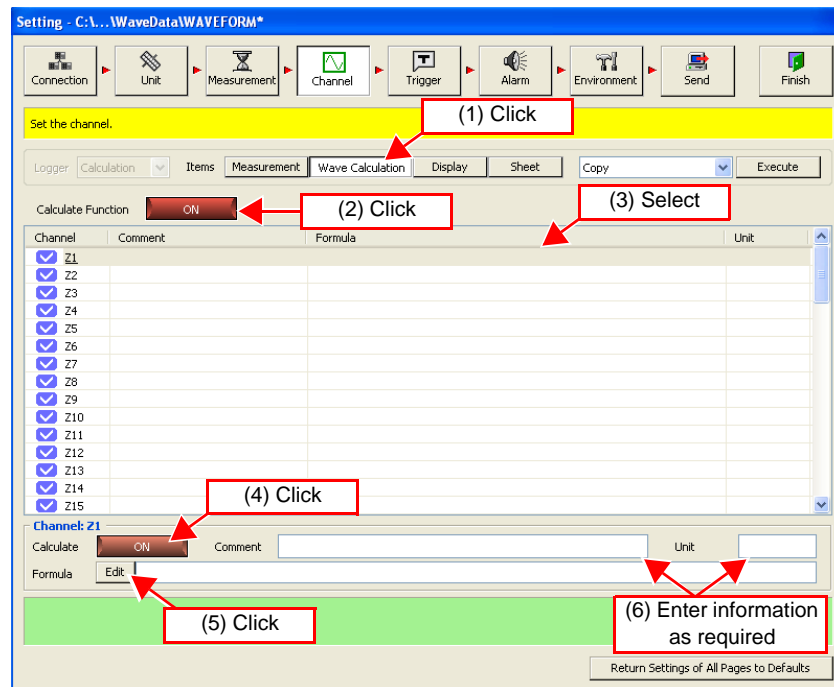 Setting - C:\...\WaveData\WAVEFORM*
Connection Unit Measurement Channel Trigger Alarm Environment Send Finish
(1) Click
Set the channel.
Logger Calculation Items Measurement Wave Calculation Display Sheet Copy Execute
(3) Select
Calculate Function ON (2) Click
Channel Comment Formula Unit
Z1
Z2
Z3
Z4
Z5
Z6
Z7
Z8
Z9
Z10
Z11
Z12
Z13
Z14
Z15
(4) Click
Channel: Z1
Calculate ON Comment Unit
Formula Edit
(5) Click
(6) Enter information
as required
Return Settings of All Pages to Defaults